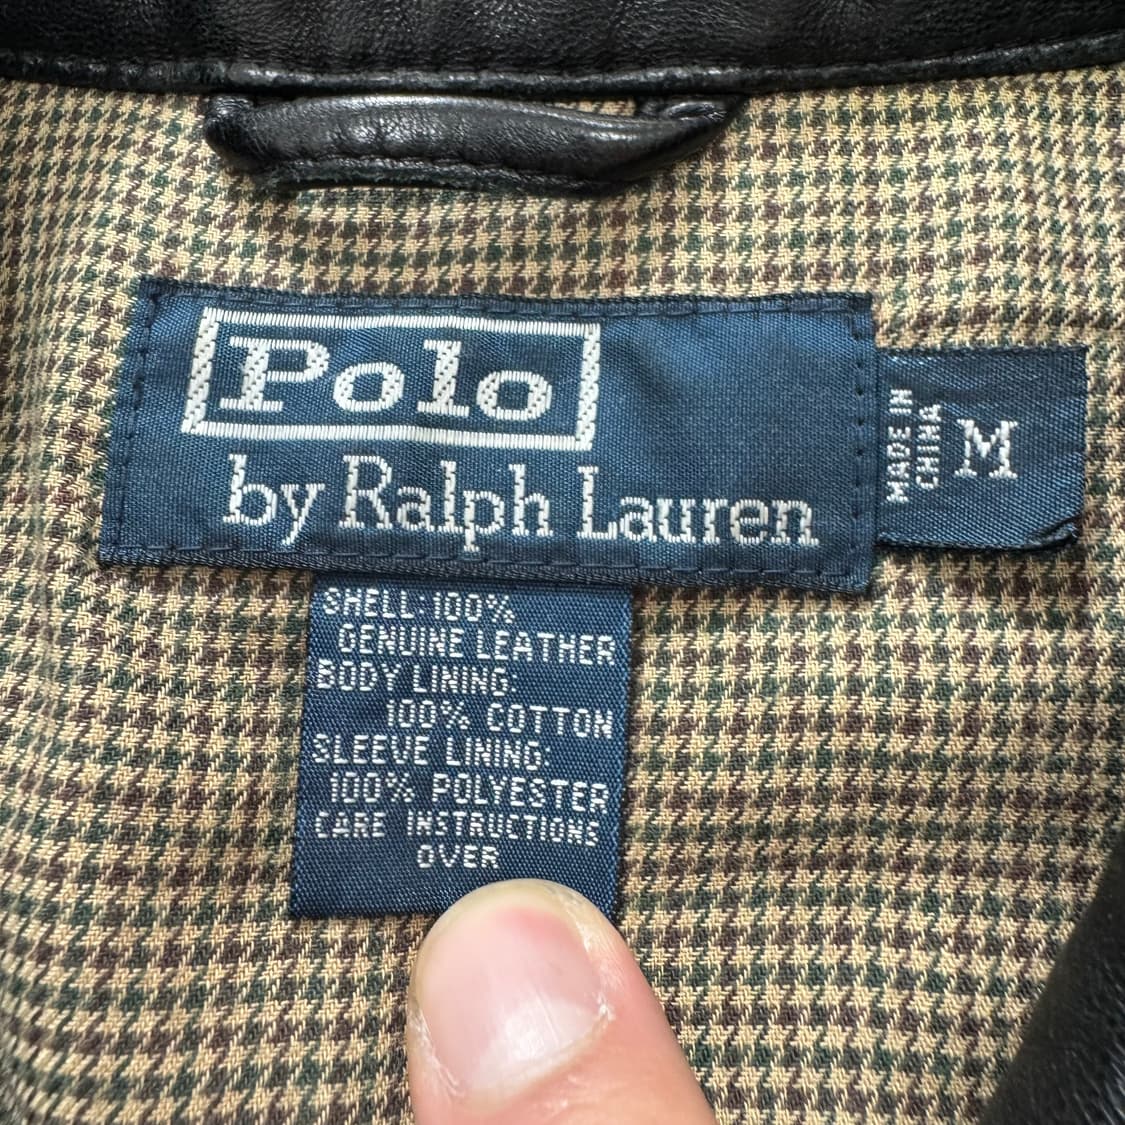 Polo
by Ralph Lauren
MADE IN
CHINA
M
SHELL: 100%
GENUINE LEATHER
BODY LINING:
100% COTTON
SLEEVE LINING:
100% POLYESTER
CARE INSTRUCTIONS
OVER